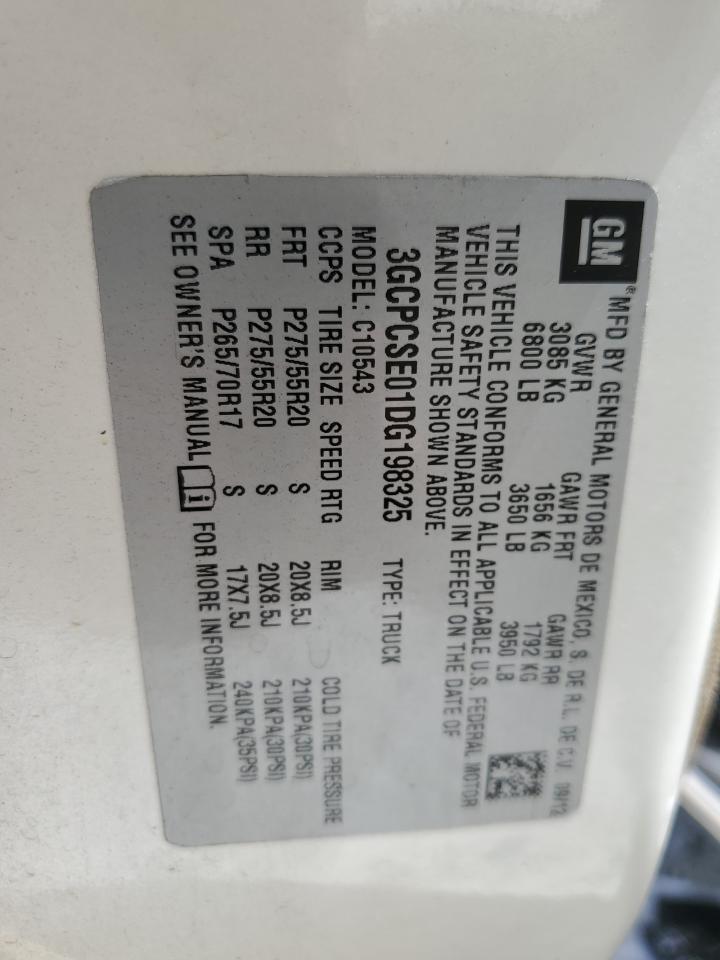 GM
®MFD BY GENERAL MOTORS DE MEXICO, S. DE R.L. DE C.V. 09/12
GVWR GAWR FRT GAWR RR
3085 KG 1656 KG 1792 KG
6800 LB 3650 LB 3950 LB
THIS VEHICLE CONFORMS TO ALL APPLICABLE U.S. FEDERAL MOTOR
VEHICLE SAFETY STANDARDS IN EFFECT ON THE DATE OF
MANUFACTURE SHOWN ABOVE.
3GCPCSE01DG198325 TYPE: TRUCK
MODEL: C10543
CCPS TIRE SIZE SPEED RTG RIM COLD TIRE PRESSURE
FRT P275/55R20 S 20X8.5J 210KPA(30PSI)
RR P275/55R20 S 20X8.5J 210KPA(30PSI)
SPA P265/70R17 S 17X7.5J 240KPA(35PSI)
SEE OWNER'S MANUAL i FOR MORE INFORMATION.